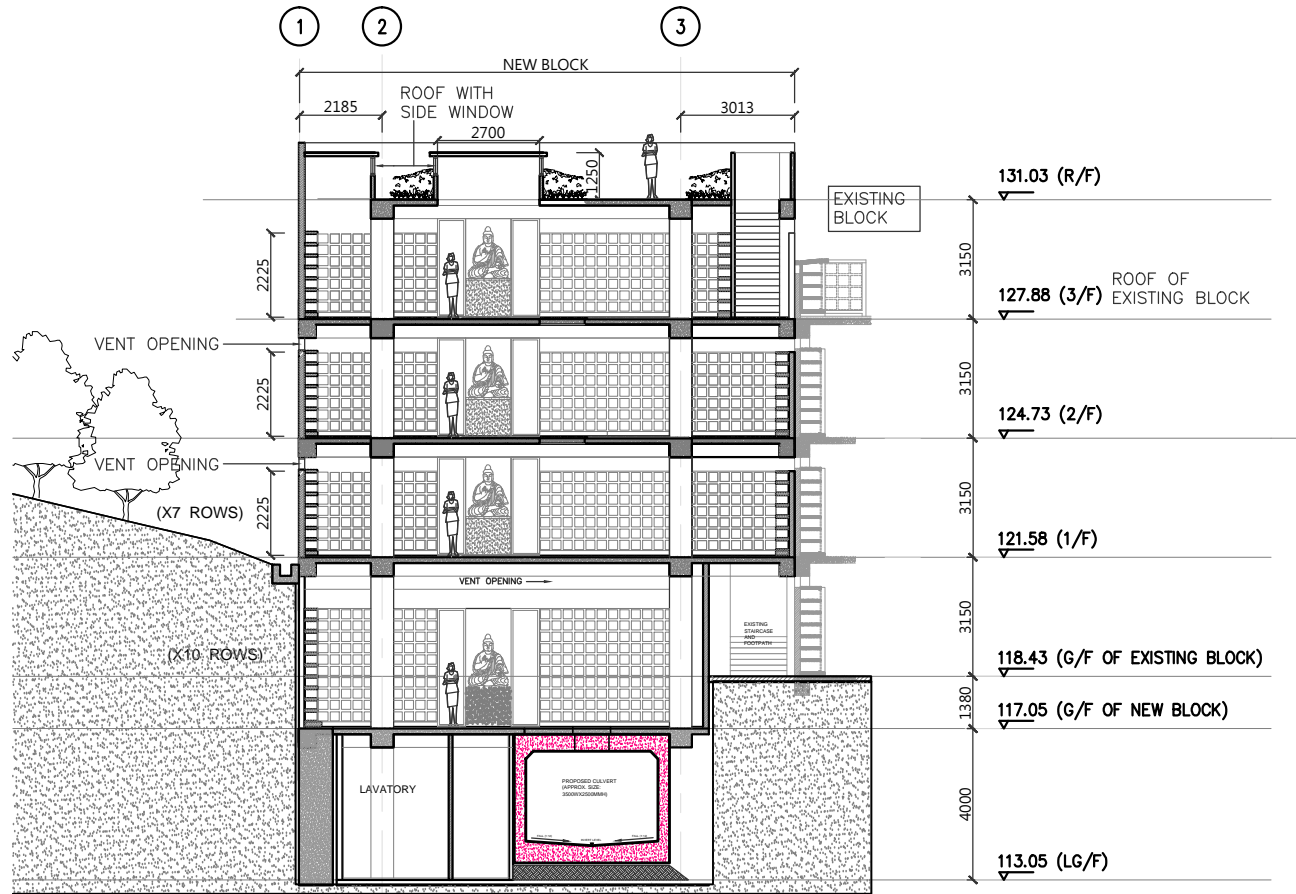 1
2
3
NEW BLOCK
2185
ROOF WITH
SIDE WINDOW
2700
3013
1250
131.03 (R/F)
EXISTING
BLOCK
3150
2225
127.88 (3/F)
ROOF OF
EXISTING BLOCK
VENT OPENING
3150
2225
124.73 (2/F)
VENT OPENING
3150
2225
(X7 ROWS)
121.58 (1/F)
VENT OPENING
3150
EXISTING
STAIRCASE
AND
FOOTPATH
(X10 ROWS)
118.43 (G/F OF EXISTING BLOCK)
1380
117.05 (G/F OF NEW BLOCK)
LAVATORY
PROPOSED CULVERT
(APPROX. SIZE:
3500WX2500MMH)
4000
113.05 (LG/F)